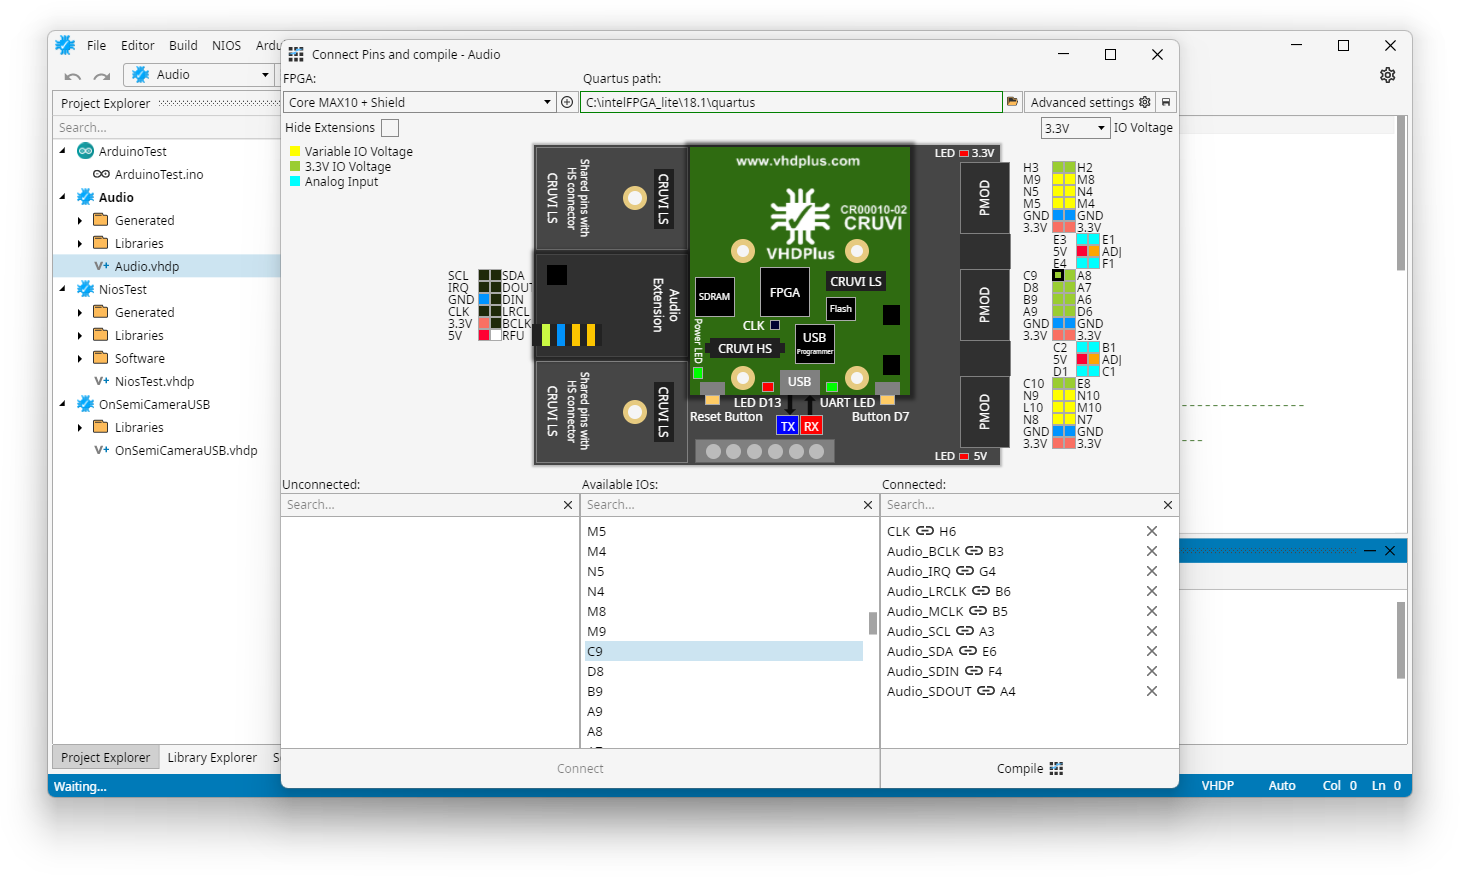 File Editor Build NIOS Ardu
Connect Pins and compile - Audio
Audio
FPGA:
Quartus path:
Core MAX10 + Shield
C:\intelFPGA_lite\18.1\quartus
Advanced settings
Project Explorer
Search...
Hide Extensions
3.3V
IO Voltage
Variable IO Voltage
3.3V IO Voltage
Analog Input
ArduinoTest
ArduinoTest.ino
Audio
Generated
Libraries
V+ Audio.vhdp
NiosTest
Generated
Libraries
Software
V+ NiosTest.vhdp
OnSemiCameraUSB
Libraries
V+ OnSemiCameraUSB.vhdp
Shared pins with
HS connector
CRUVI LS
CRUVI LS
www.vhdplus.com
CR00010-02
CRUVI
VHDPlus
LED 3.3V
PMOD
SCL SDA
IRQ DOUT
GND DIN
CLK LRCL
3.3V BCLK
5V RFU
Audio
Extension
SDRAM
FPGA
CRUVI LS
Flash
CLK
Power LED
CRUVI HS
USB
Programmer
PMOD
Shared pins with
HS connector
CRUVI LS
CRUVI LS
USB
LED D13
UART LED
Reset Button
Button D7
TX RX
PMOD
LED 5V
H3 H2
M9 M8
N5 N4
M5 M4
GND GND
3.3V 3.3V
E3 E1
5V ADJ
E4 F1
C9 A8
D8 A7
B9 A6
A9 D6
GND GND
3.3V 3.3V
C2 B1
5V ADJ
D1 C1
C10 E8
N9 N10
L10 M10
N8 N7
GND GND
3.3V 3.3V
Unconnected:
Search...
Available IOs:
Search...
M5
M4
N5
N4
M8
M9
C9
D8
B9
A9
A8
Connected:
Search...
CLK H6
Audio_BCLK B3
Audio_IRQ G4
Audio_LRCLK B6
Audio_MCLK B5
Audio_SCL A3
Audio_SDA E6
Audio_SDIN F4
Audio_SDOUT A4
Connect
Compile
Project Explorer Library Explorer
Waiting...
VHDP Auto Col 0 Ln 0